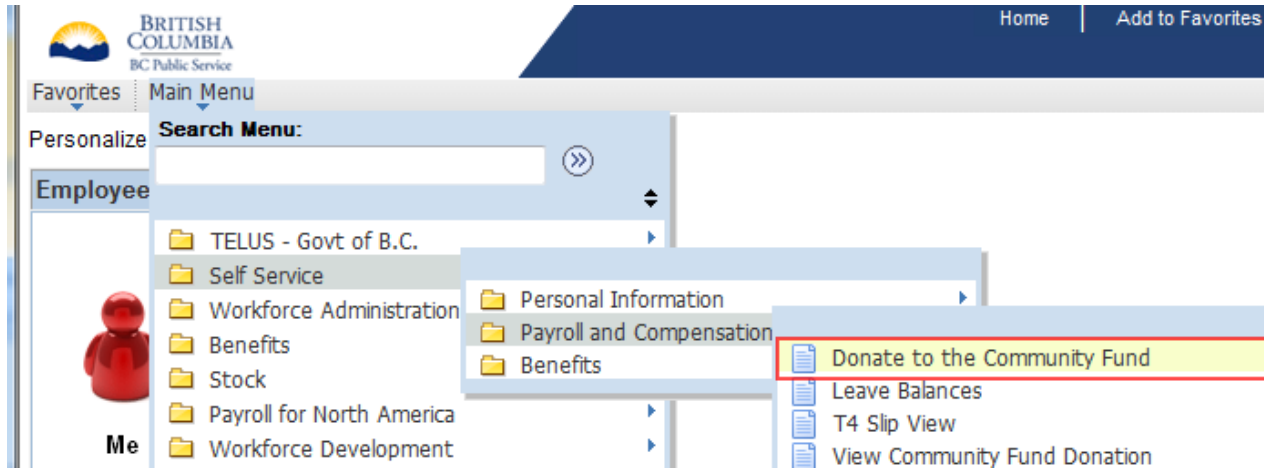 BRITISH
COLUMBIA
BC Public Service
Home
Add to Favorites
Favorites
Main Menu
Personalize
Search Menu:
Employee
TELUS - Govt of B.C.
Self Service
Workforce Administration
Benefits
Stock
Payroll for North America
Workforce Development
Me
Personal Information
Payroll and Compensation
Benefits
Donate to the Community Fund
Leave Balances
T4 Slip View
View Community Fund Donation